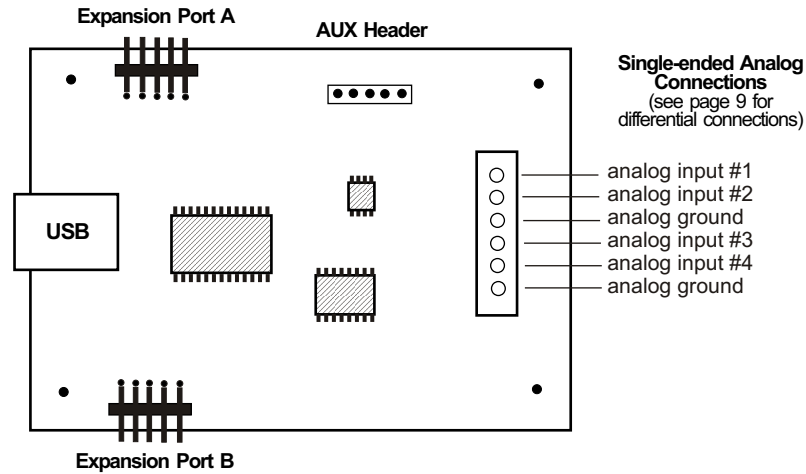 Expansion Port A
AUX Header
Single-ended Analog
Connections
(see page 9 for
differential connections)
analog input #1
analog input #2
analog ground
analog input #3
analog input #4
analog ground
USB
Expansion Port B